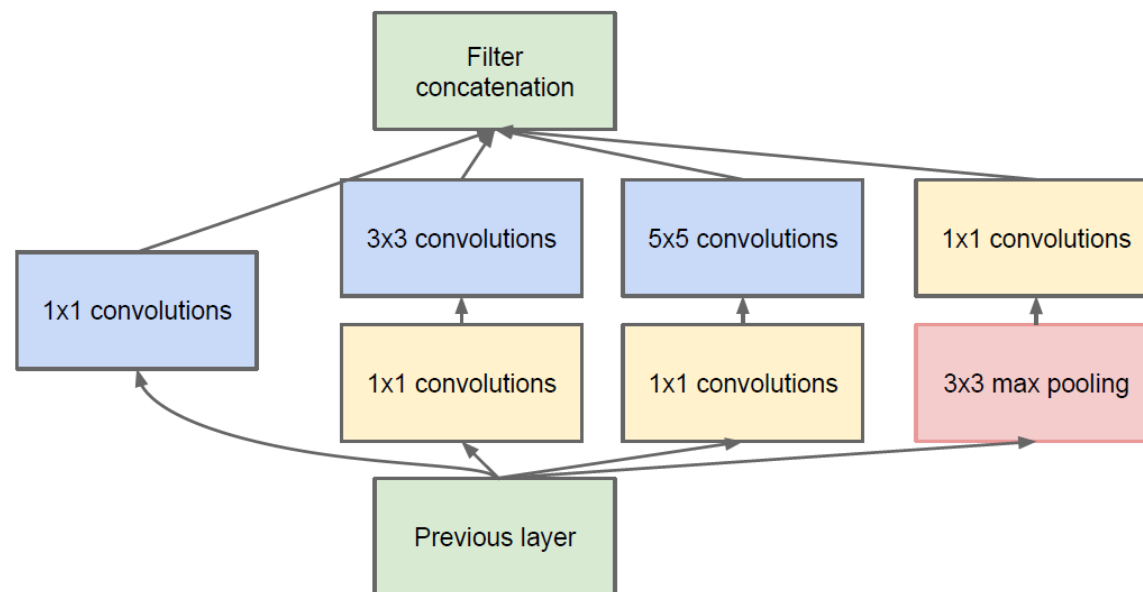 Filter
concatenation
3x3 convolutions
5x5 convolutions
1x1 convolutions
1x1 convolutions
1x1 convolutions
1x1 convolutions
3x3 max pooling
Previous layer